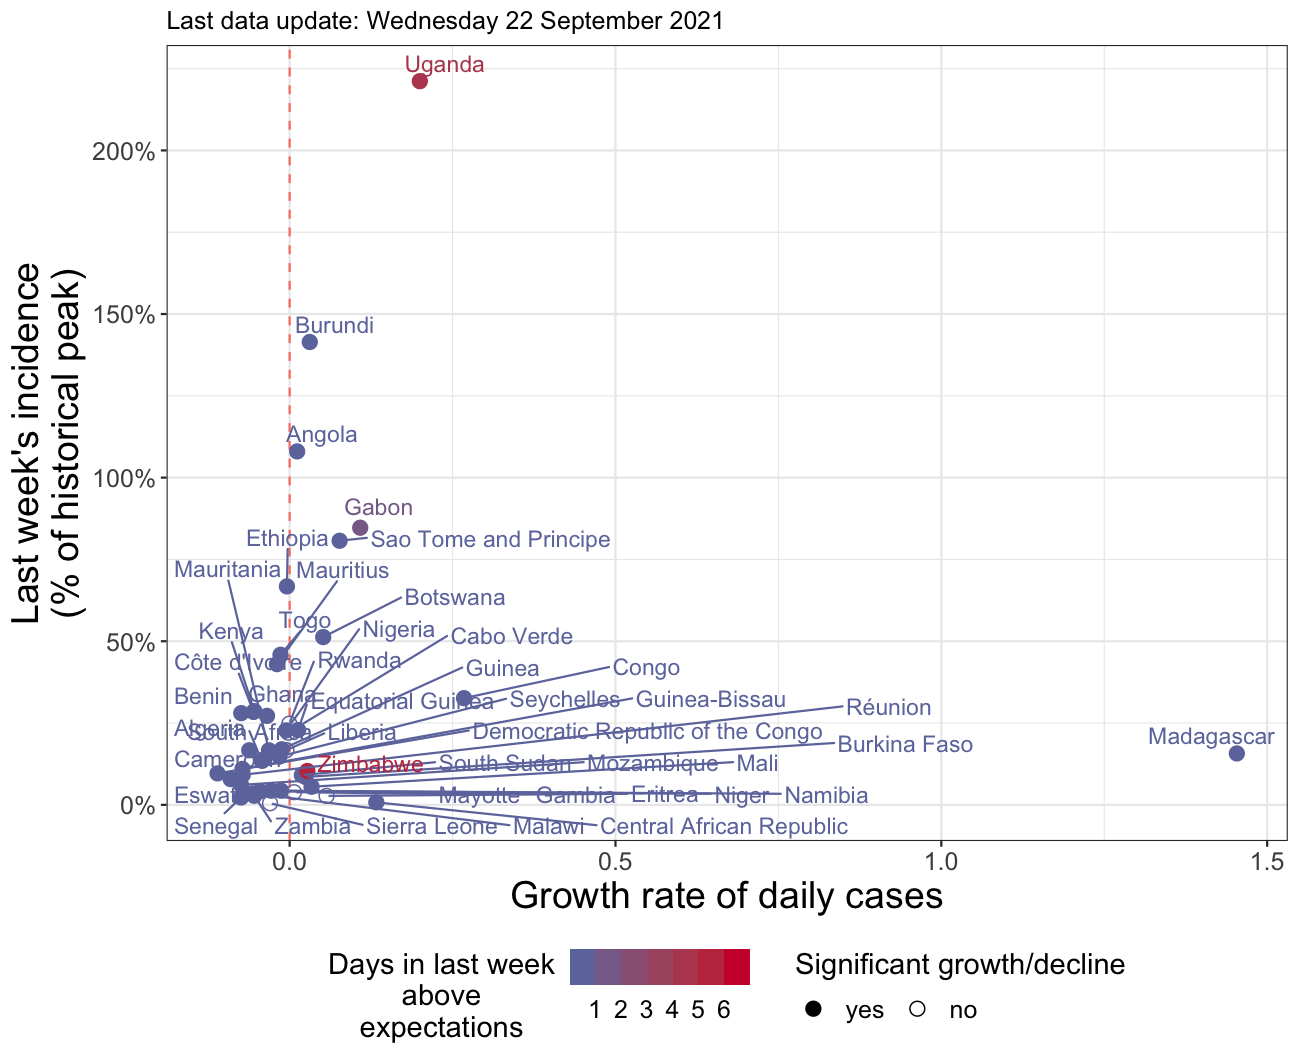 Last data update: Wednesday 22 September 2021
Uganda
200%
150%
Burundi
Angola
100%
Gabon
Ethiopia
Sao Tome and Principe
Mauritania
Mauritius
Botswana
Togo
Kenya
Nigeria
Cabo Verde
50%
Côte d'Ivoire
Rwanda
Guinea
Congo
Benin
Ghana
Equatorial Guinea
Seychelles
Guinea-Bissau
Réunion
Algeria
South Africa
Liberia
Democratic Republic of the Congo
Burkina Faso
Madagascar
Cameroon
Zimbabwe
South Sudan
Mozambique
Mali
0%
Eswatini
Mayotte
Gambia
Eritrea
Niger
Namibia
Senegal
Zambia
Sierra Leone
Malawi
Central African Republic
0.0
0.5
1.0
1.5
Last week's incidence
(% of historical peak)
Growth rate of daily cases
Days in last week
above
expectations
1 2 3 4 5 6
Significant growth/decline
yes
no